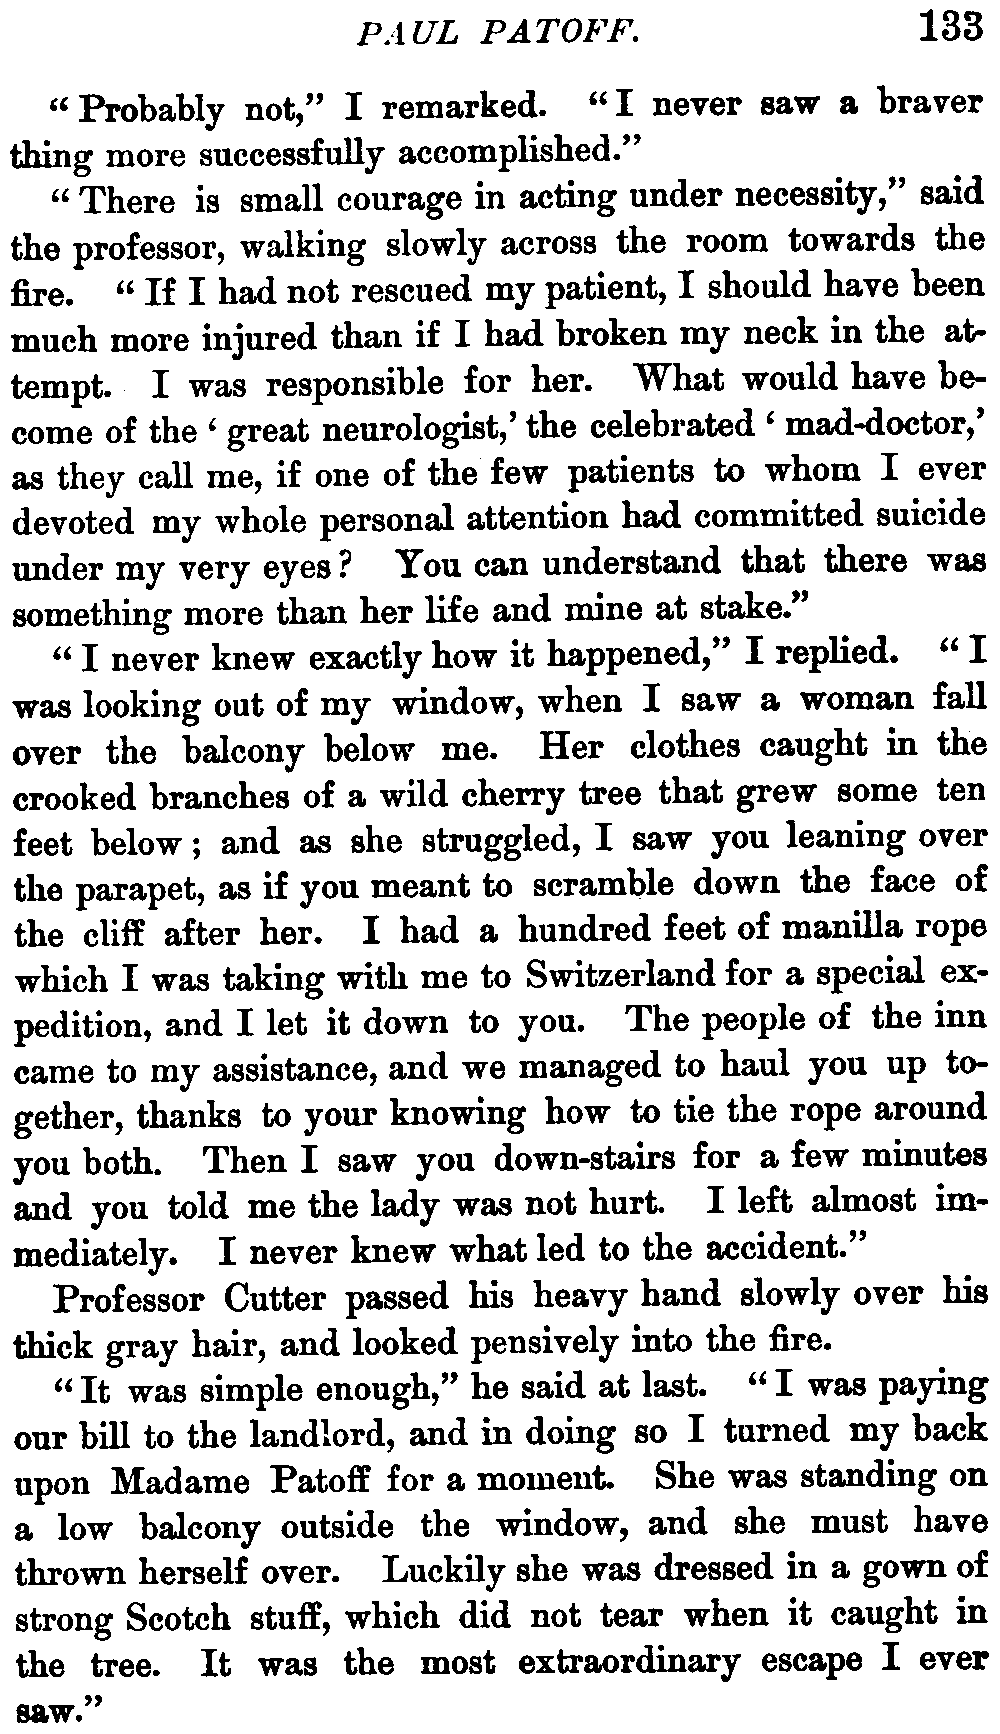 PAUL PATOFF. 133
“Probably not,” I remarked. “I never saw a braver
thing more successfully accomplished.”
“There is small courage in acting under necessity,” said
the professor, walking slowly across the room towards the
fire. “If I had not rescued my patient, I should have been
much more injured than if I had broken my neck in the at-
tempt. I was responsible for her. What would have be-
come of the ‘great neurologist,’ the celebrated ‘mad-doctor,’
as they call me, if one of the few patients to whom I ever
devoted my whole personal attention had committed suicide
under my very eyes? You can understand that there was
something more than her life and mine at stake.”
“I never knew exactly how it happened,” I replied. “I
was looking out of my window, when I saw a woman fall
over the balcony below me. Her clothes caught in the
crooked branches of a wild cherry tree that grew some ten
feet below; and as she struggled, I saw you leaning over
the parapet, as if you meant to scramble down the face of
the cliff after her. I had a hundred feet of manilla rope
which I was taking with me to Switzerland for a special ex-
pedition, and I let it down to you. The people of the inn
came to my assistance, and we managed to haul you up to-
gether, thanks to your knowing how to tie the rope around
you both. Then I saw you down-stairs for a few minutes
and you told me the lady was not hurt. I left almost im-
mediately. I never knew what led to the accident.”
Professor Cutter passed his heavy hand slowly over his
thick gray hair, and looked pensively into the fire.
“It was simple enough,” he said at last. “I was paying
our bill to the landlord, and in doing so I turned my back
upon Madame Patoff for a moment. She was standing on
a low balcony outside the window, and she must have
thrown herself over. Luckily she was dressed in a gown of
strong Scotch stuff, which did not tear when it caught in
the tree. It was the most extraordinary escape I ever
saw.”